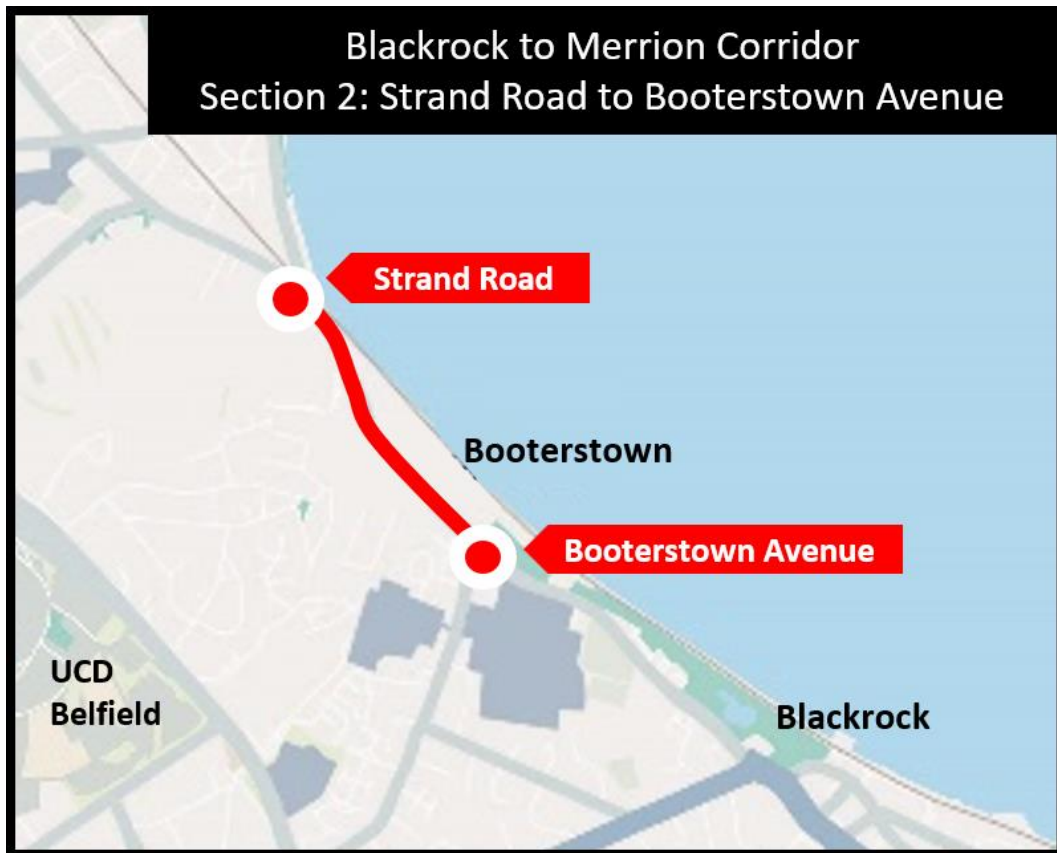 Blackrock to Merrion Corridor
Section 2: Strand Road to Booterstown Avenue
Strand Road
Booterstown
Booterstown Avenue
UCD
Belfield
Blackrock